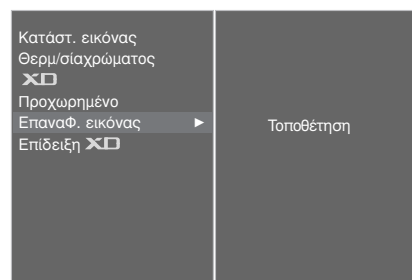 Κατάστ. εικόνας
Θερμ/σίαχρώματος
XD
Προχωρημένο
ΕπαναΦ. εικόνας ►
Επίδειξη XD
Τοποθέτηση